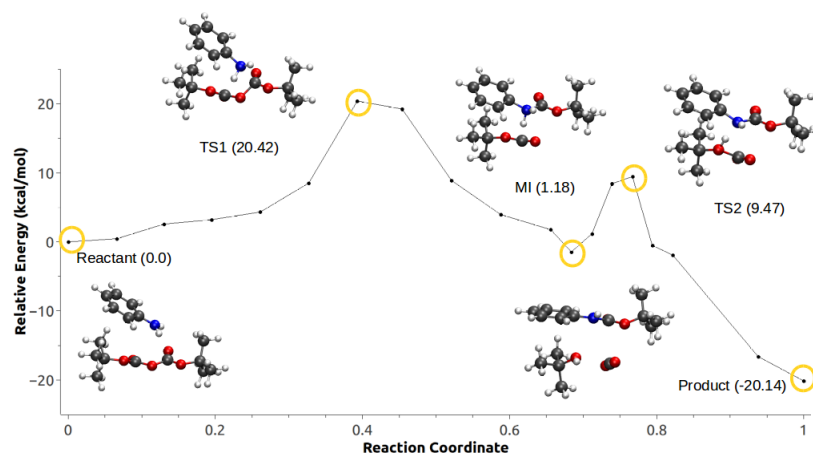 TS1 (20.42)
MI (1.18)
TS2 (9.47)
Reactant (0.0)
Product (-20.14)
Relative Energy (kcal/mol)
20
10
0
−10
−20
0
0.2
0.4
0.6
0.8
1
Reaction Coordinate